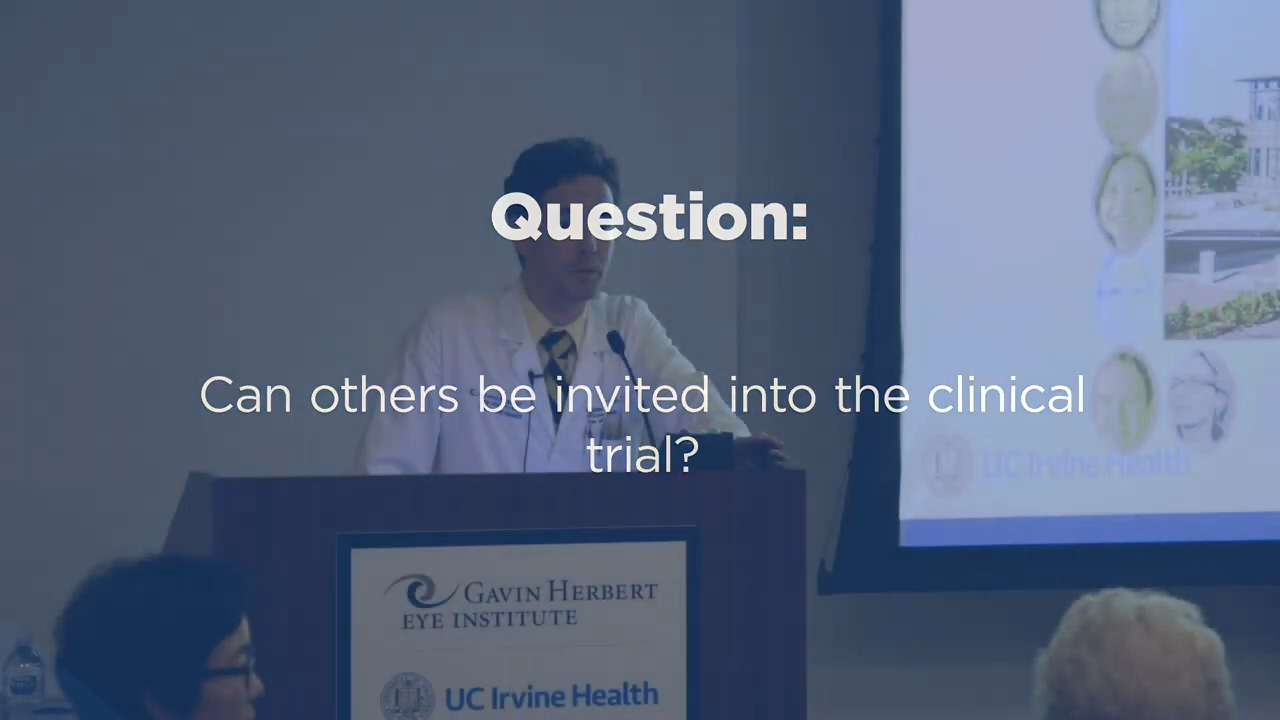 Question:
Can others be invited into the clinical
trial?
UC Irvine Health
GAVIN HERBERT
EYE INSTITUTE
UC Irvine Health